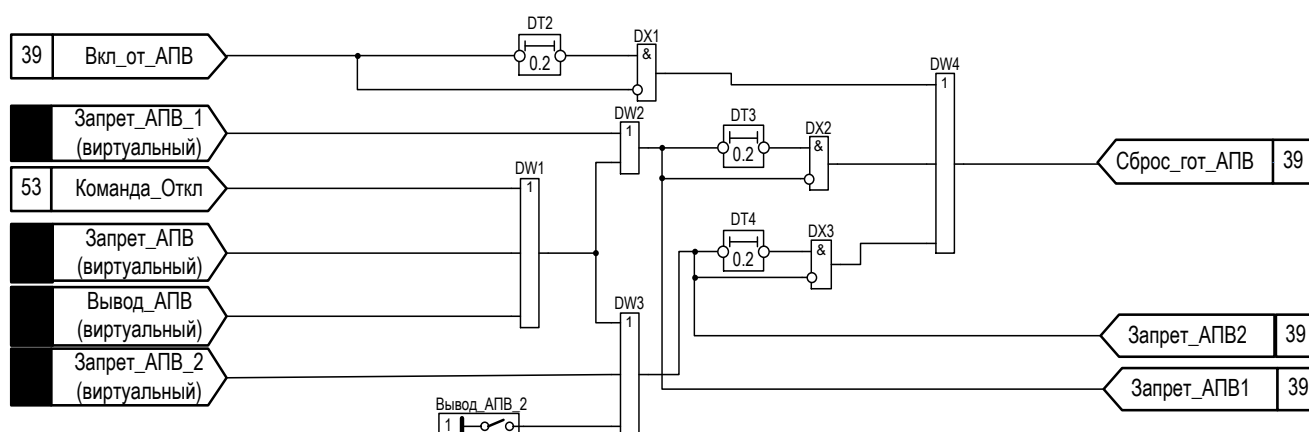 DT2
DX1
39 Вкл_от_АПВ
0.2
&
DW4
1
Запрет_АПВ_1
(виртуальный)
DW2
1
DT3
0.2
DX2
&
Сброс_гот_АПВ 39
53 Команда_Откл
DW1
1
Запрет_АПВ
(виртуальный)
DT4
0.2
DX3
&
Вывод_АПВ
(виртуальный)
DW3
1
Запрет_АПВ2 39
Запрет_АПВ_2
(виртуальный)
Запрет_АПВ1 39
Вывод_АПВ_2
1